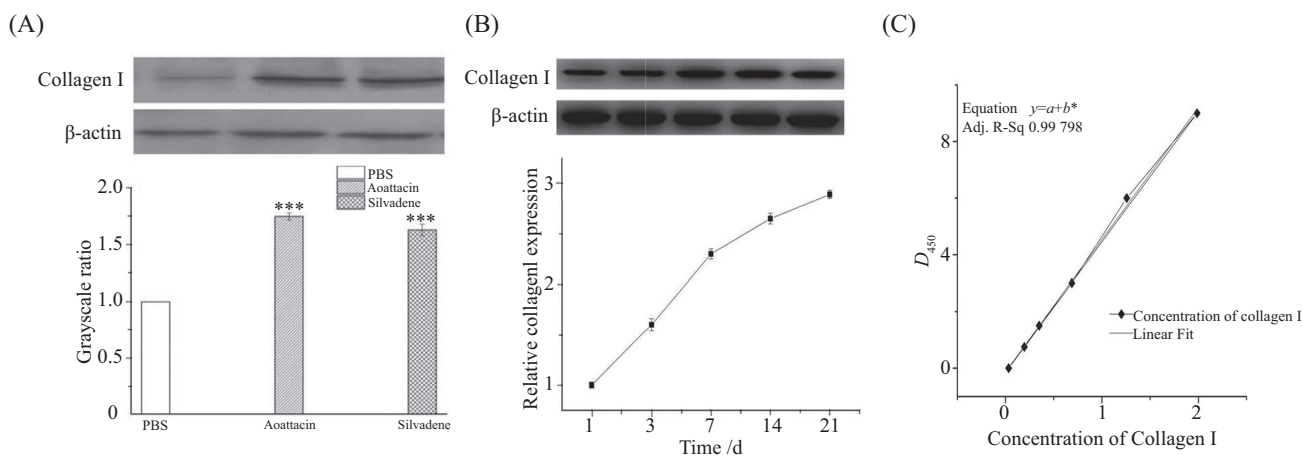 (A)
Collagen I
β-actin
PBS
Aoattacin
Silvadene
2.0
1.5
1.0
0.5
0
Grayscale ratio
***
***
PBS
Aoattacin
Silvadene
(B)
Collagen I
β-actin
3
2
1
Relative collagen1 expression
1 3 7 14 21
Time /d
(C)
Equation y=a+b*
Adj. R-Sq 0.99 798
8
4
0
D450
Concentration of collagen I
Linear Fit
0 1 2
Concentration of Collagen I